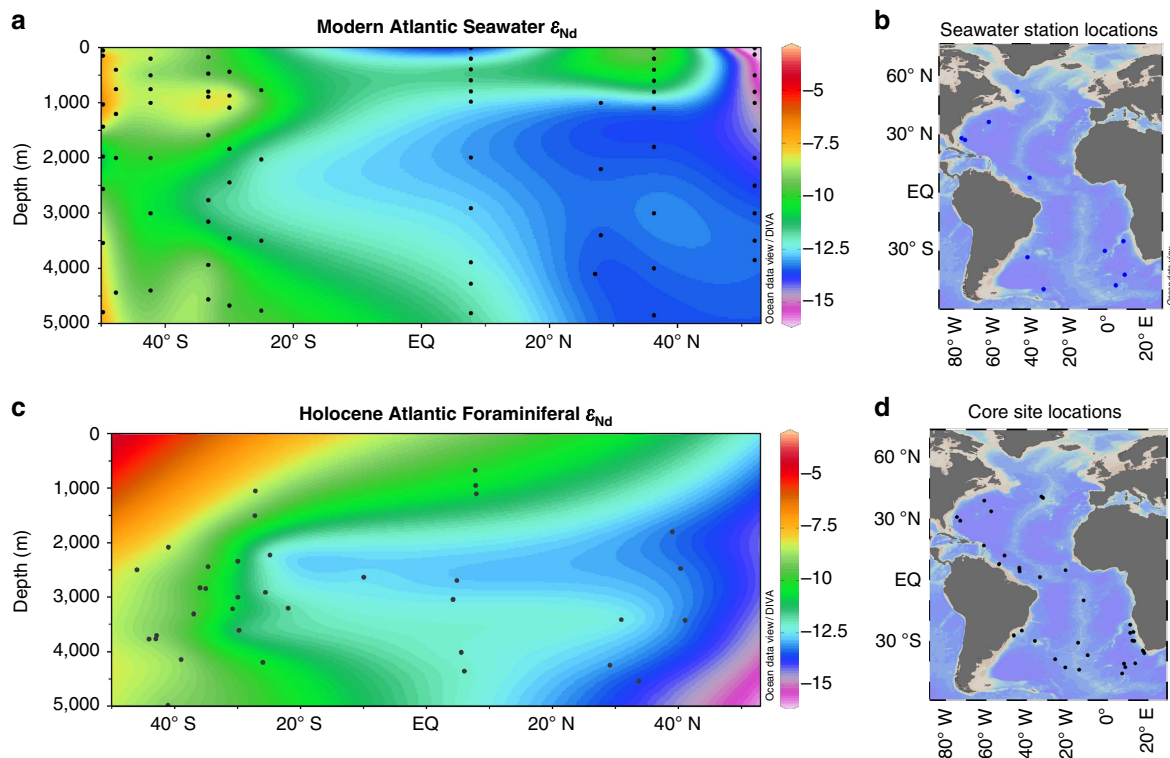 a
Modern Atlantic Seawater εNd
0
1,000
2,000
3,000
4,000
5,000
Depth (m)
40° S
20° S
EQ
20° N
40° N
Ocean data view / DIVA
−5
−7.5
−10
−12.5
−15
b
Seawater station locations
60° N
30° N
EQ
30° S
80° W
60° W
40° W
20° W
0°
20° E
c
Holocene Atlantic Foraminiferal εNd
0
1,000
2,000
3,000
4,000
5,000
Depth (m)
40° S
20° S
EQ
20° N
40° N
Ocean data view / DIVA
−5
−7.5
−10
−12.5
−15
d
Core site locations
60 °N
30 °N
EQ
30 °S
80° W
60° W
40° W
20° W
0°
20° E